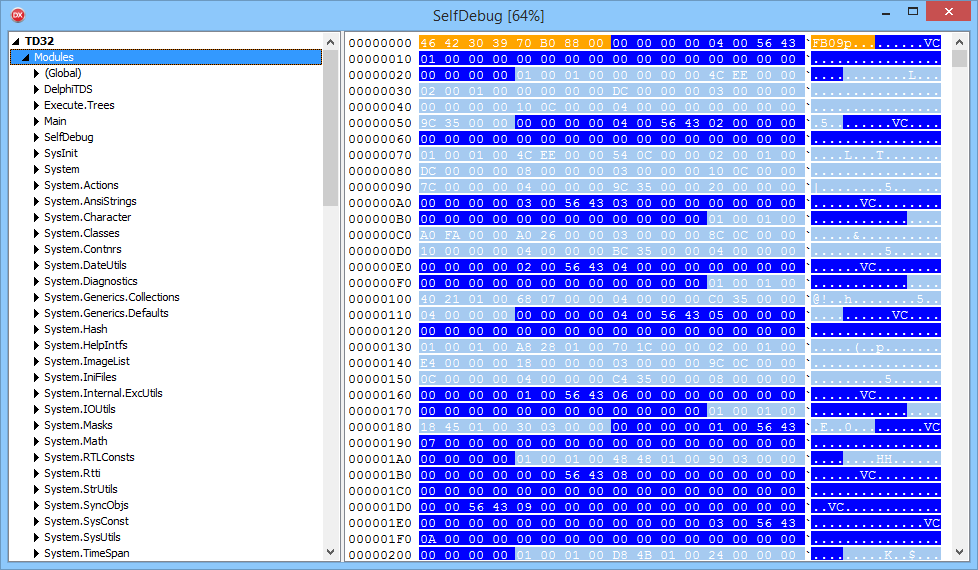 SelfDebug [64%]
TD32
Modules
(Global)
DelphiTDS
Execute.Trees
Main
SelfDebug
SysInit
System
System.Actions
System.AnsiStrings
System.Character
System.Classes
System.Contnrs
System.DateUtils
System.Diagnostics
System.Generics.Collections
System.Generics.Defaults
System.Hash
System.HelpIntfs
System.ImageList
System.IniFiles
System.Internal.ExcUtils
System.IOUtils
System.Masks
System.Math
System.RTLConsts
System.Rtti
System.StrUtils
System.SyncObjs
System.SysConst
System.SysUtils
System.TimeSpan
00000000 46 42 30 39 70 B0 88 00 00 00 00 00 04 00 56 43 `FB09p.........VC
00000010 01 00 00 00 00 00 00 00 00 00 00 00 00 00 00 00 `................
00000020 00 00 00 00 01 00 01 00 00 00 00 00 4C EE 00 00 `............L...
00000030 02 00 01 00 00 00 00 00 DC 00 00 00 03 00 00 00 `................
00000040 00 00 00 00 10 0C 00 00 04 00 00 00 00 00 00 00 `................
00000050 9C 35 00 00 00 00 00 00 04 00 56 43 02 00 00 00 `.5........VC....
00000060 00 00 00 00 00 00 00 00 00 00 00 00 00 00 00 00 `................
00000070 01 00 01 00 4C EE 00 00 54 0C 00 00 02 00 01 00 `....L...T.......
00000080 DC 00 00 00 08 00 00 00 03 00 00 00 10 0C 00 00 `................
00000090 7C 00 00 00 04 00 00 00 9C 35 00 00 20 00 00 00 `|........5.. ...
000000A0 00 00 00 00 03 00 56 43 03 00 00 00 00 00 00 00 `......VC........
000000B0 00 00 00 00 00 00 00 00 00 00 00 00 01 00 01 00 `................
000000C0 A0 FA 00 00 A0 26 00 00 03 00 00 00 8C 0C 00 00 `.....&..........
000000D0 10 00 00 00 04 00 00 00 BC 35 00 00 04 00 00 00 `.........5......
000000E0 00 00 00 00 02 00 56 43 04 00 00 00 00 00 00 00 `......VC........
000000F0 00 00 00 00 00 00 00 00 00 00 00 00 01 00 01 00 `................
00000100 40 21 01 00 68 07 00 00 04 00 00 00 C0 35 00 00 `@!..h........5..
00000110 04 00 00 00 00 00 00 00 04 00 56 43 05 00 00 00 `..........VC....
00000120 00 00 00 00 00 00 00 00 00 00 00 00 00 00 00 00 `................
00000130 01 00 01 00 A8 28 01 00 70 1C 00 00 02 00 01 00 `.....(..p.......
00000140 E4 00 00 00 18 00 00 00 03 00 00 00 9C 0C 00 00 `................
00000150 0C 00 00 00 04 00 00 00 C4 35 00 00 08 00 00 00 `.........5......
00000160 00 00 00 00 01 00 56 43 06 00 00 00 00 00 00 00 `......VC........
00000170 00 00 00 00 00 00 00 00 00 00 00 00 01 00 01 00 `................
00000180 18 45 01 00 30 03 00 00 00 00 00 00 01 00 56 43 `.E..0.........VC
00000190 07 00 00 00 00 00 00 00 00 00 00 00 00 00 00 00 `................
000001A0 00 00 00 00 01 00 01 00 48 48 01 00 90 03 00 00 `........HH......
000001B0 00 00 00 00 00 00 56 43 08 00 00 00 00 00 00 00 `......VC........
000001C0 00 00 00 00 00 00 00 00 00 00 00 00 00 00 00 00 `................
000001D0 00 00 56 43 09 00 00 00 00 00 00 00 00 00 00 00 `..VC............
000001E0 00 00 00 00 00 00 00 00 00 00 00 00 03 00 56 43 `..............VC
000001F0 0A 00 00 00 00 00 00 00 00 00 00 00 00 00 00 00 `................
00000200 00 00 00 00 01 00 01 00 D8 4B 01 00 24 00 00 00 `.........K..$...